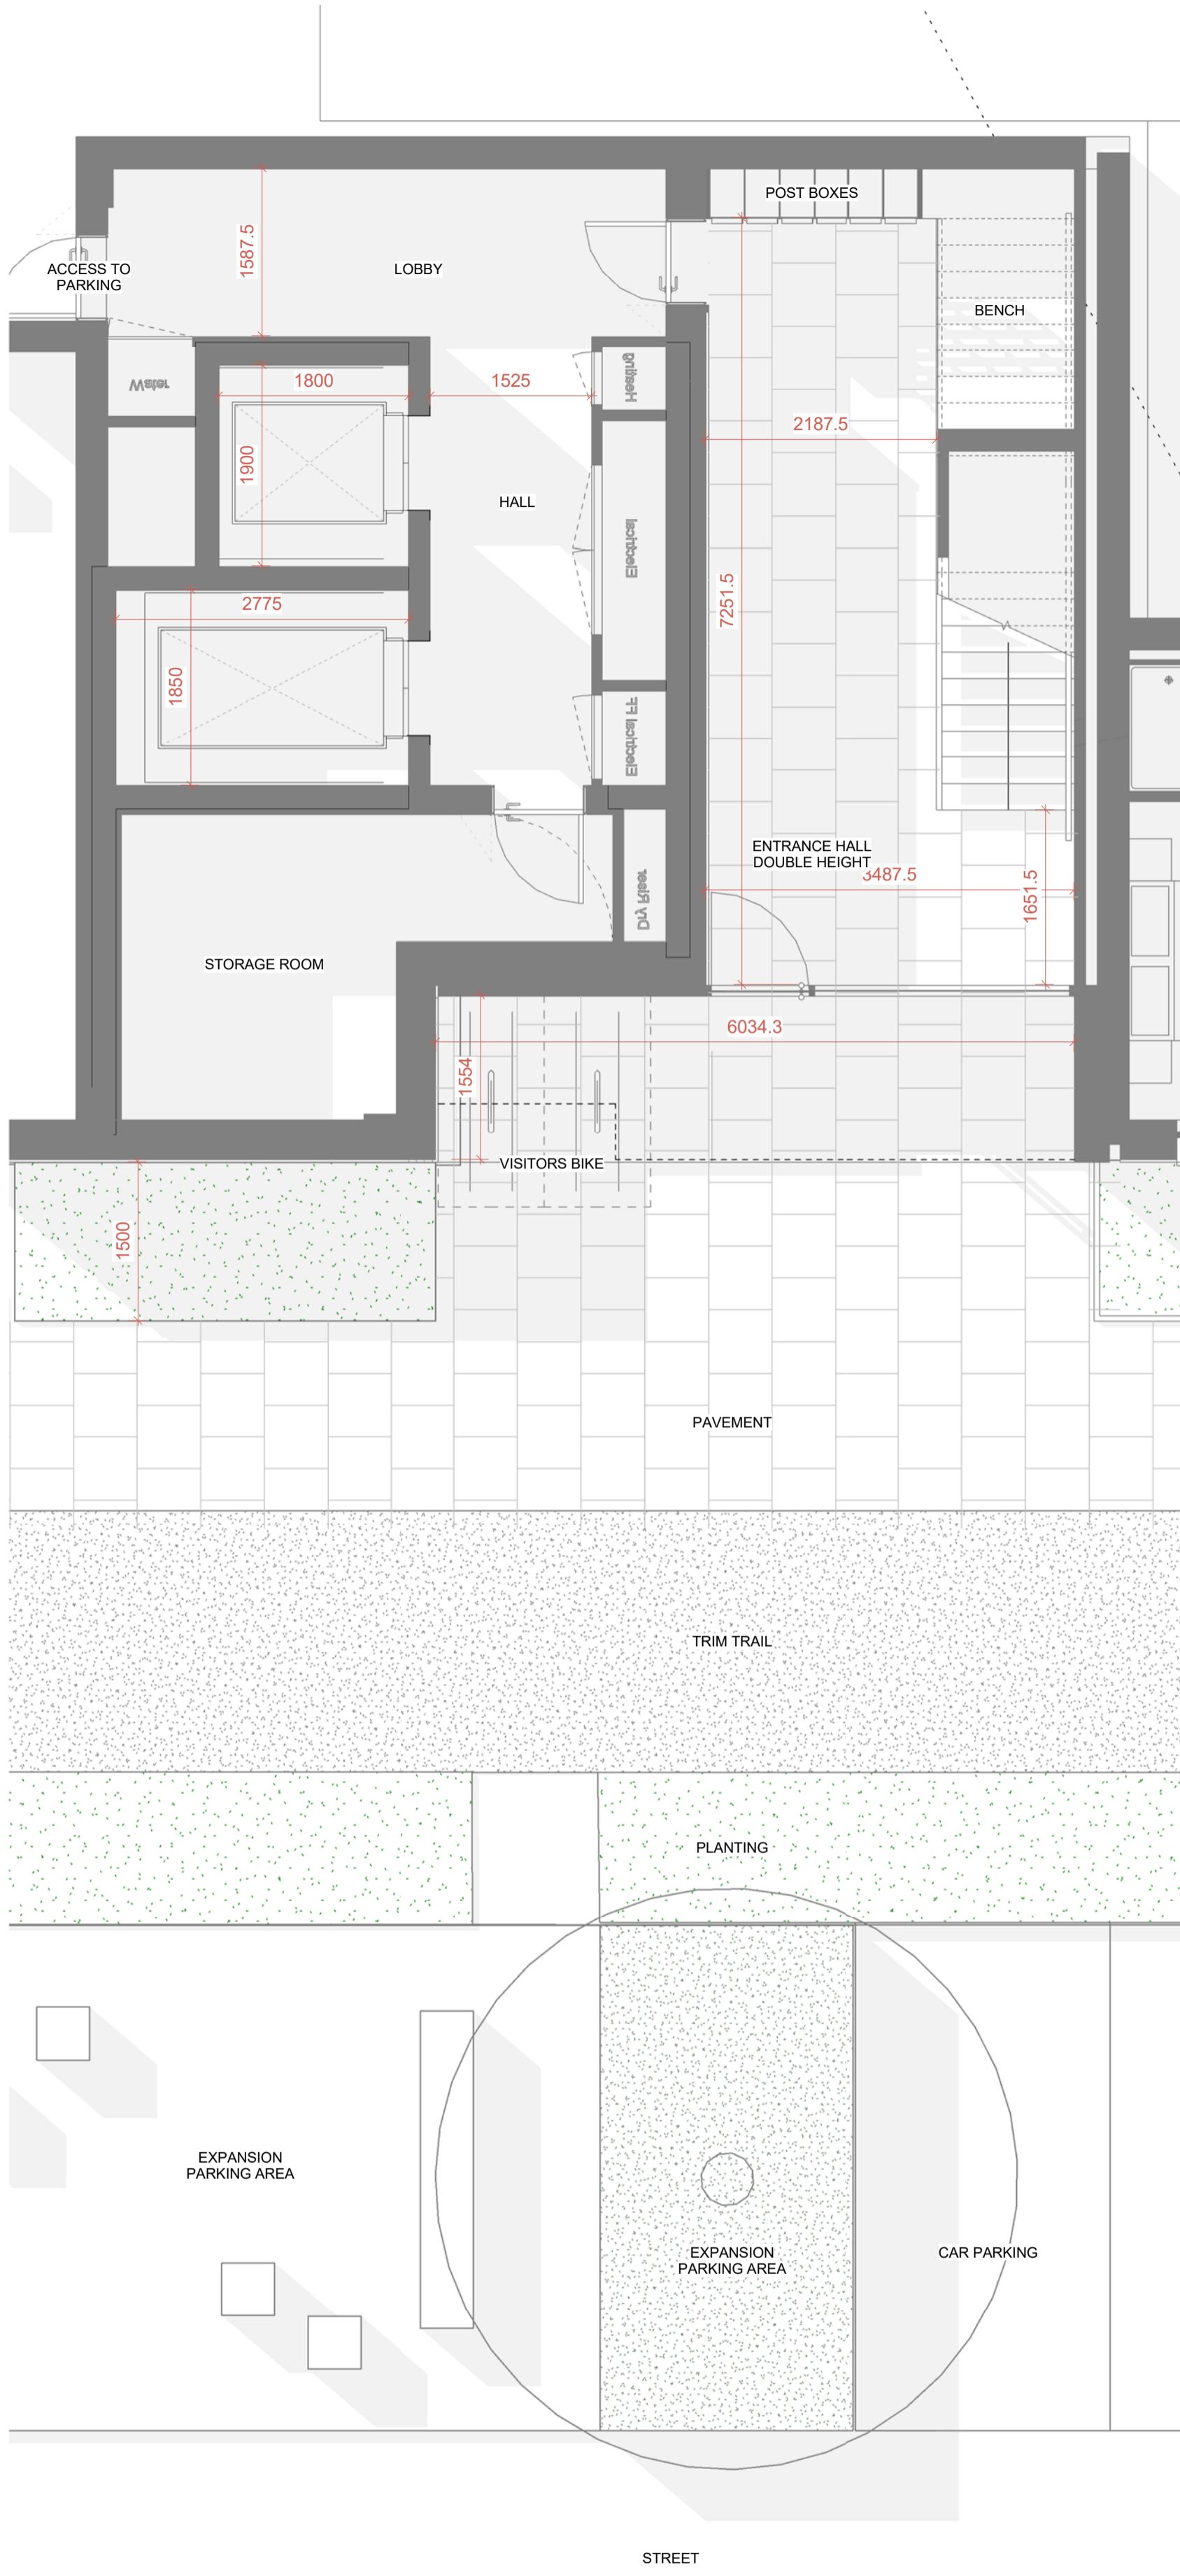 POST BOXES
1587.5
ACCESS TO
PARKING
LOBBY
BENCH
Water
1800
1525
Heating
2187.5
1900
HALL
Electrical
7251.5
2775
1850
Electrical FF
ENTRANCE HALL
DOUBLE HEIGHT
3487.5
1651.5
Dry Riser
STORAGE ROOM
6034.3
1554
VISITORS BIKE
1500
PAVEMENT
TRIM TRAIL
PLANTING
EXPANSION
PARKING AREA
EXPANSION
PARKING AREA
CAR PARKING
STREET